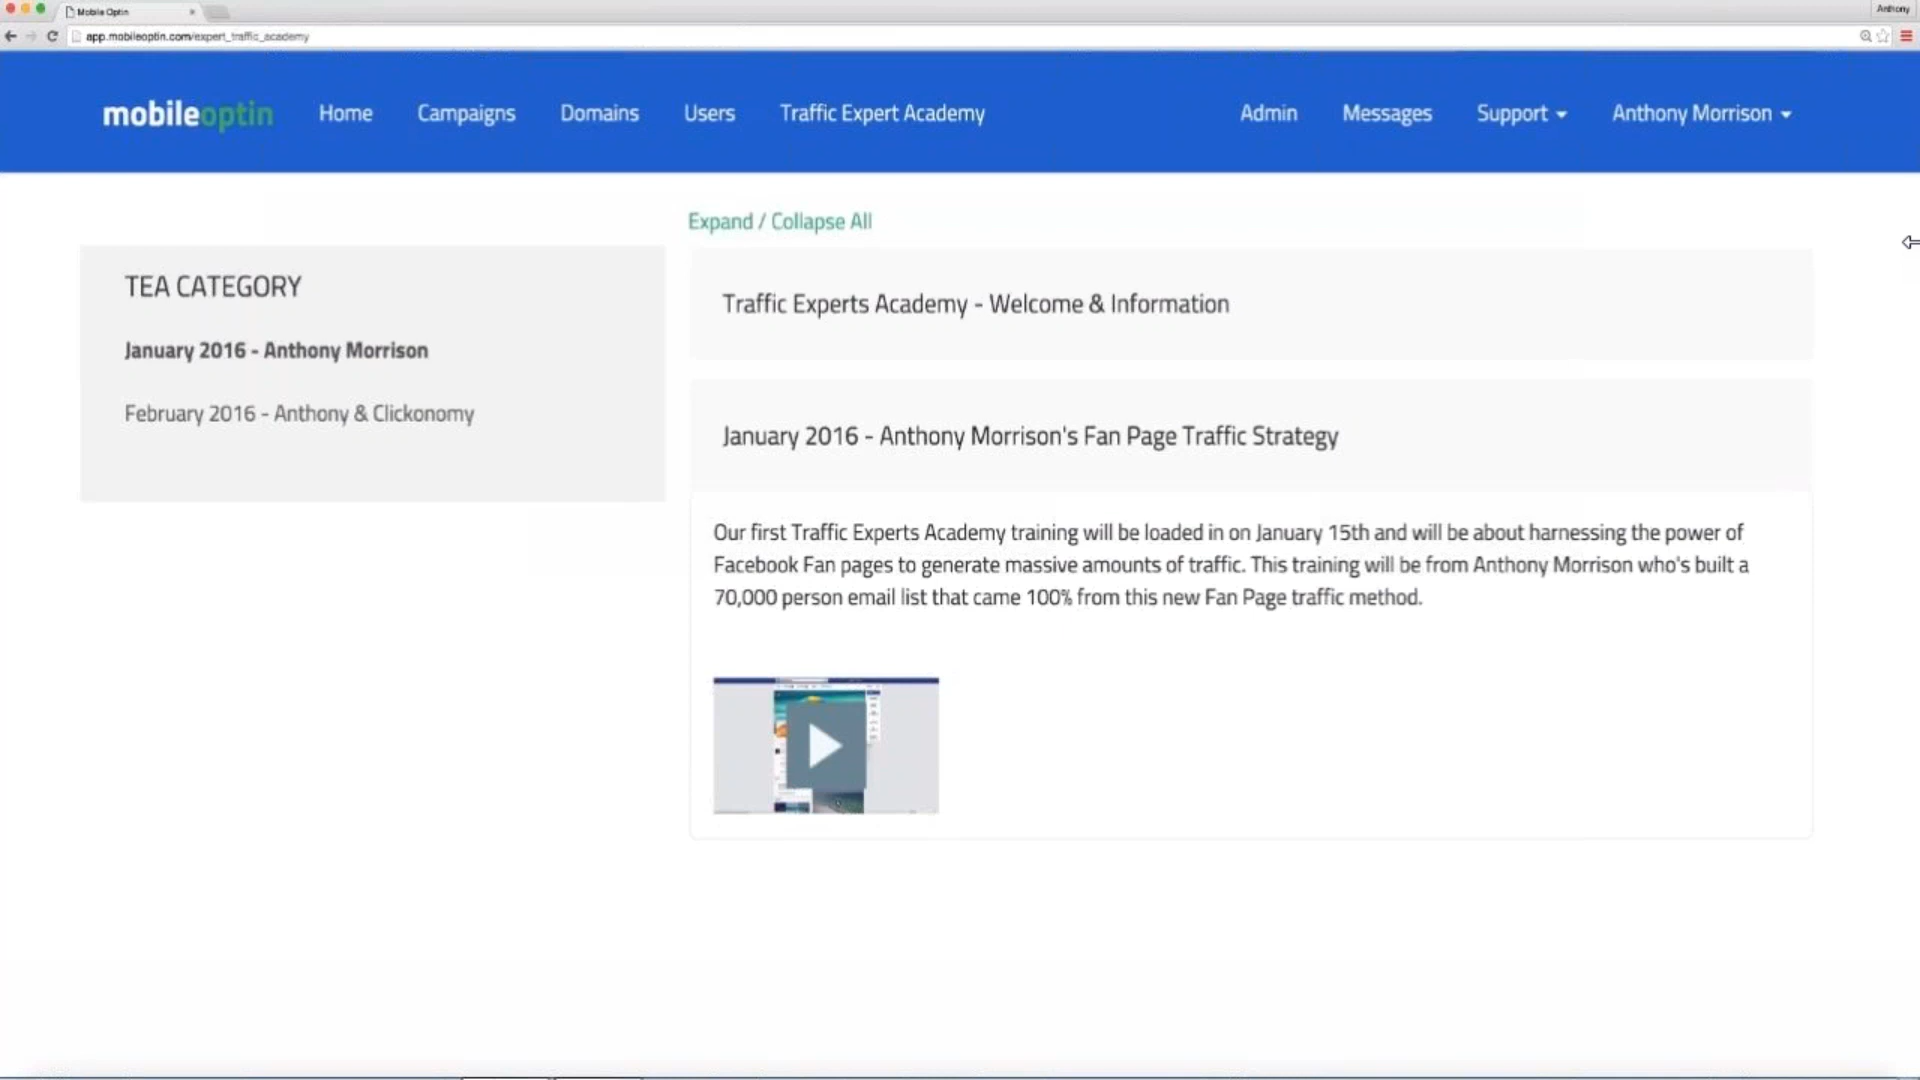 Mobile Optin
Anthony
app.mobileoptin.com/expert_traffic_academy
mobileoptin
Home
Campaigns
Domains
Users
Traffic Expert Academy
Admin
Messages
Support
Anthony Morrison
Expand / Collapse All
TEA CATEGORY
January 2016 - Anthony Morrison
February 2016 - Anthony & Clickonomy
Traffic Experts Academy - Welcome & Information
January 2016 - Anthony Morrison's Fan Page Traffic Strategy
Our first Traffic Experts Academy training will be loaded in on January 15th and will be about harnessing the power of
Facebook Fan pages to generate massive amounts of traffic. This training will be from Anthony Morrison who's built a
70,000 person email list that came 100% from this new Fan Page traffic method.